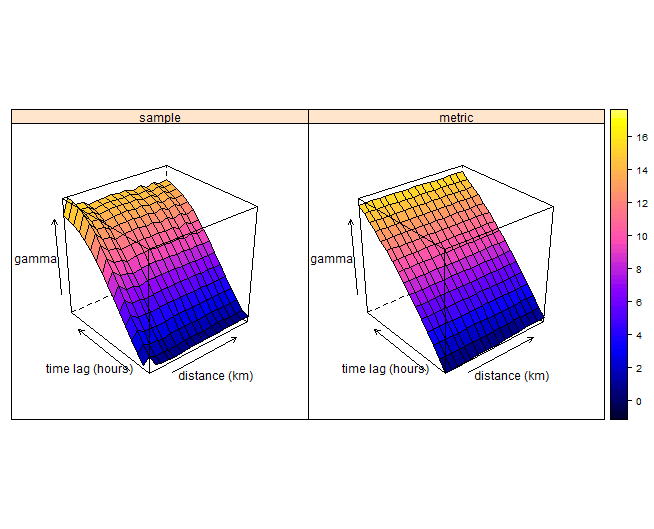 sample
metric
gamma
time lag (hours)
distance (km)
gamma
time lag (hours)
distance (km)
16
14
12
10
8
6
4
2
0